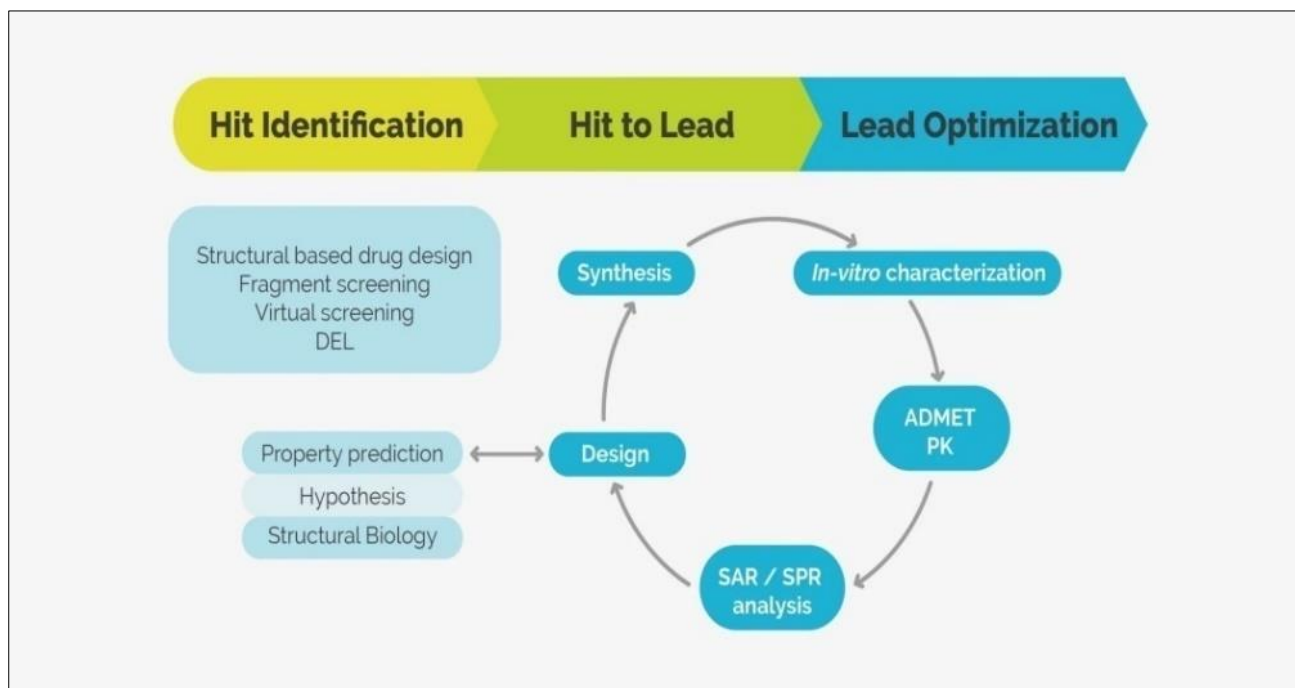 Hit Identification
Hit to Lead
Lead Optimization
Structural based drug design
Fragment screening
Virtual screening
DEL
Synthesis
In-vitro characterization
ADMET
PK
Property prediction
Design
Hypothesis
Structural Biology
SAR / SPR
analysis